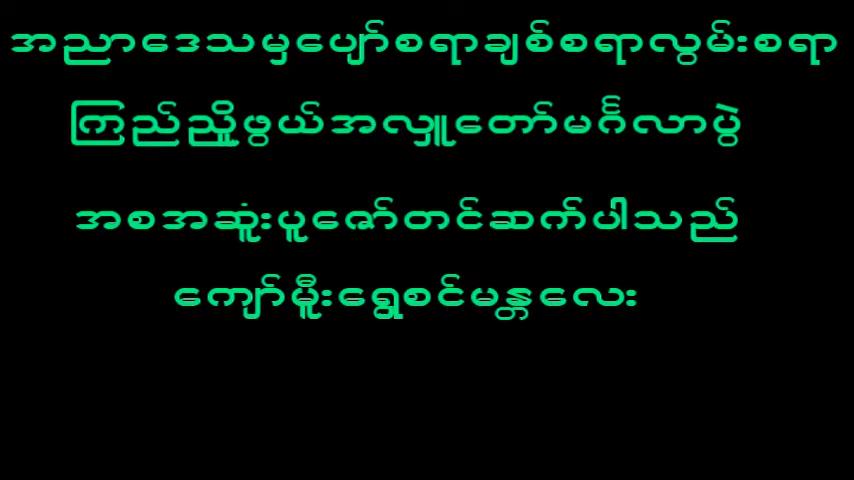 အညာဒေသမှပျော်စရာချစ်စရာလွမ်းစရာ
ကြည်ညှို့ဖွယ်အလှူတော်မင်္ဂလာပွဲ
အစအဆူံးပူဇော်တင်ဆက်ပါသည်
ကျော်မှီးရွှေစင်မန္တလေး